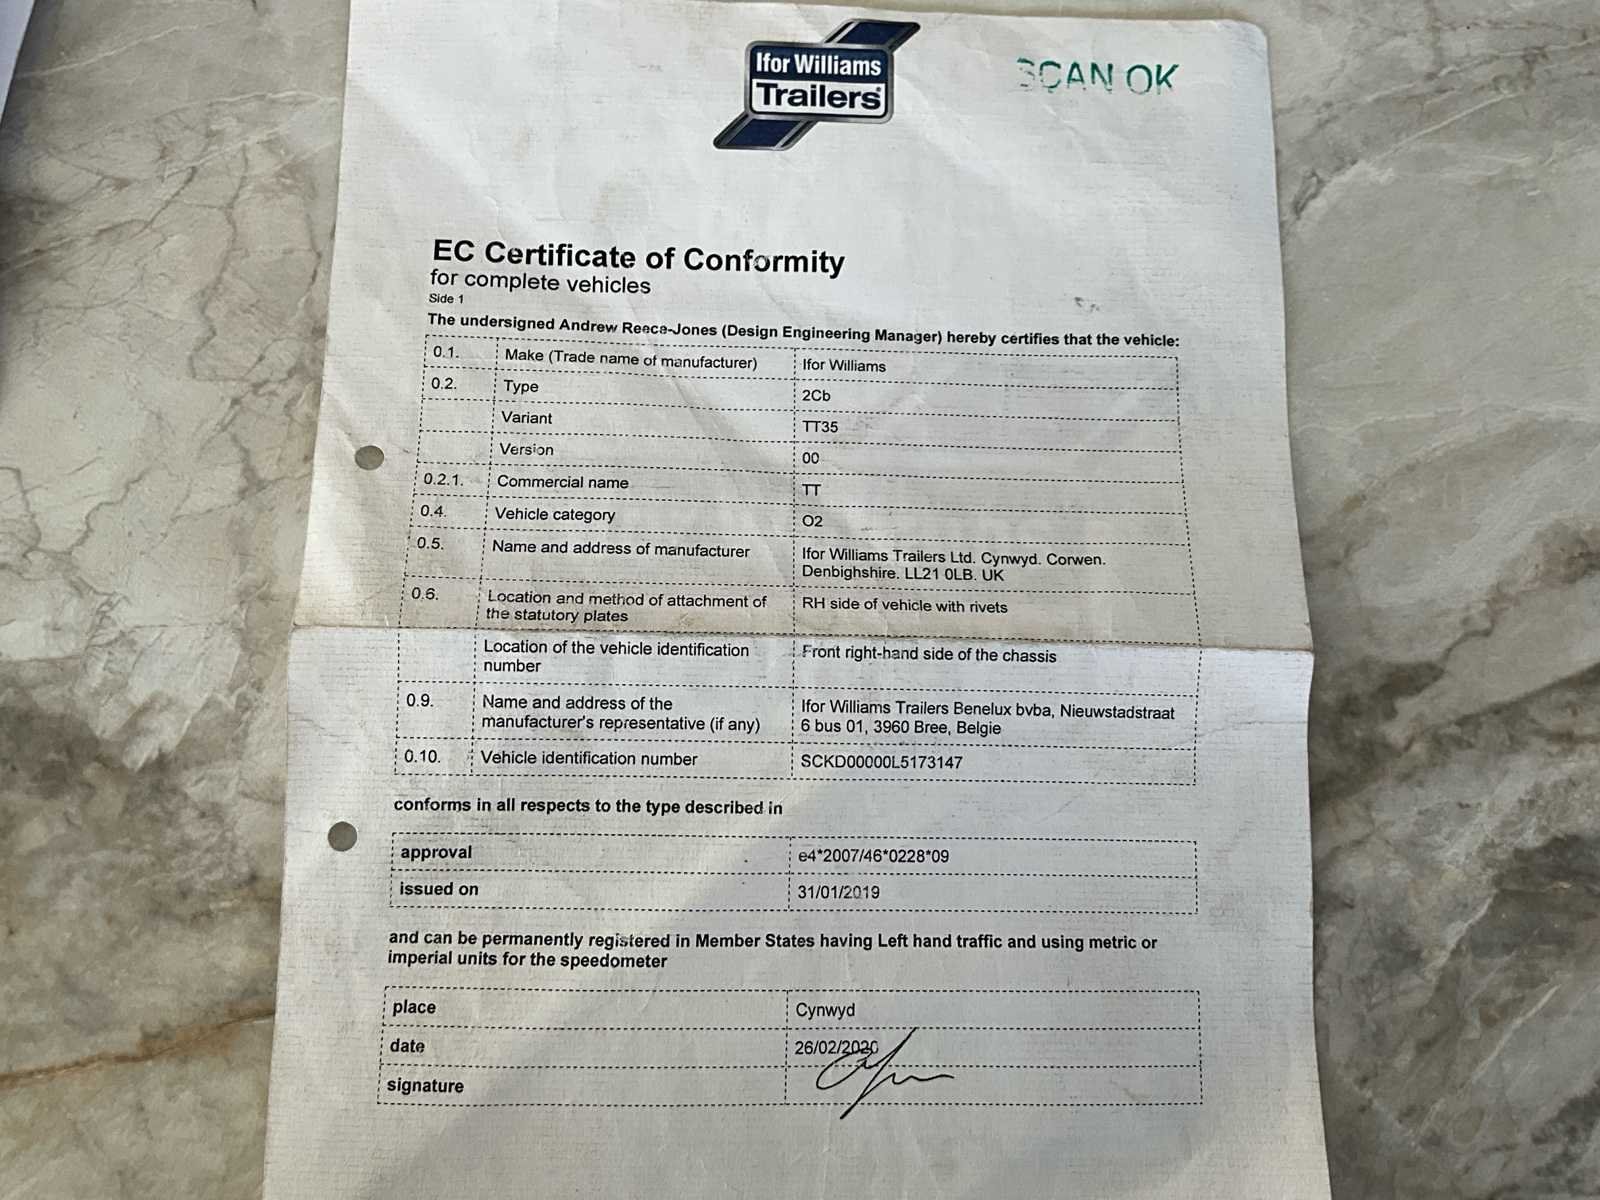 Ifor Williams
Trailers
SCAN OK
EC Certificate of Conformity
for complete vehicles
Side 1
The undersigned Andrew Reece-Jones (Design Engineering Manager) hereby certifies that the vehicle:
0.1. Make (Trade name of manufacturer) Ifor Williams
0.2. Type 2Cb
Variant TT35
Version 00
0.2.1. Commercial name TT
0.4. Vehicle category O2
0.5. Name and address of manufacturer Ifor Williams Trailers Ltd. Cynwyd. Corwen.
Denbighshire. LL21 0LB. UK
0.6. Location and method of attachment of RH side of vehicle with rivets
the statutory plates
Location of the vehicle identification Front right-hand side of the chassis
number
0.9. Name and address of the Ifor Williams Trailers Benelux bvba, Nieuwstadstraat
manufacturer's representative (if any) 6 bus 01, 3960 Bree, Belgie
0.10. Vehicle identification number SCKD00000L5173147
conforms in all respects to the type described in
approval e4*2007/46*0228*09
issued on 31/01/2019
and can be permanently registered in Member States having Left hand traffic and using metric or
imperial units for the speedometer
place Cynwyd
date 26/02/2020
signature